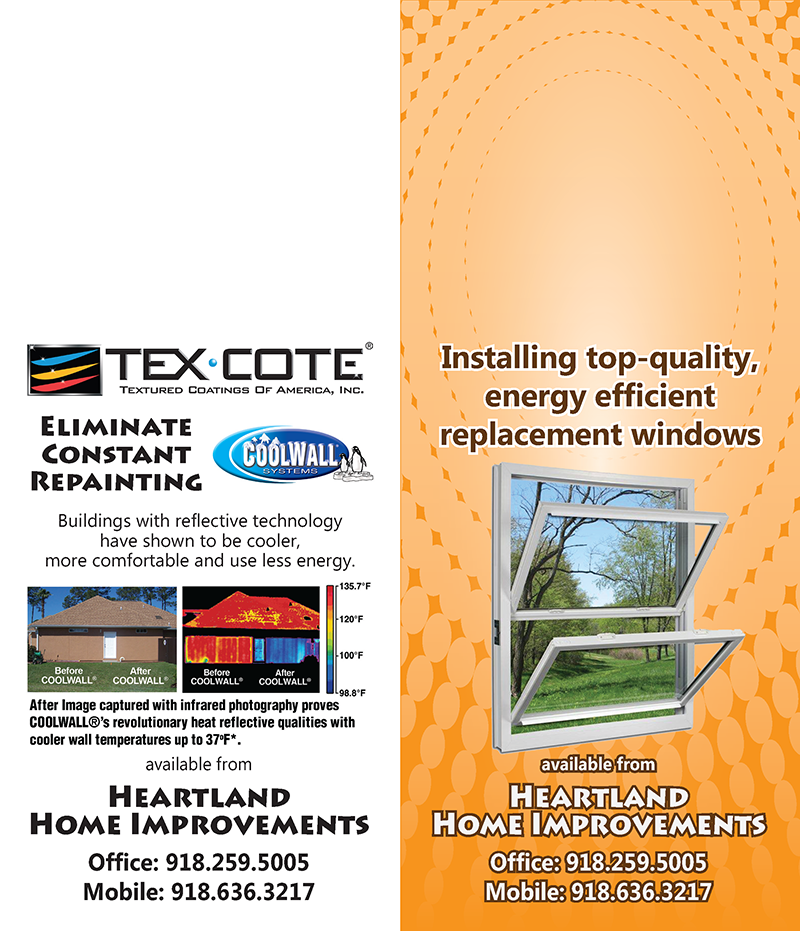 TEX·COTE®
TEXTURED COATINGS OF AMERICA, INC.
ELIMINATE
CONSTANT
REPAINTING
COOLWALL
SYSTEMS
Buildings with reflective technology
have shown to be cooler,
more comfortable and use less energy.
Before
COOLWALL®
After
COOLWALL®
Before
COOLWALL®
After
COOLWALL®
135.7°F
120°F
100°F
98.8°F
After Image captured with infrared photography proves
COOLWALL®'s revolutionary heat reflective qualities with
cooler wall temperatures up to 37°F*.
available from
HEARTLAND
HOME IMPROVEMENTS
Office: 918.259.5005
Mobile: 918.636.3217
Installing top-quality,
energy efficient
replacement windows
available from
HEARTLAND
HOME IMPROVEMENTS
Office: 918.259.5005
Mobile: 918.636.3217